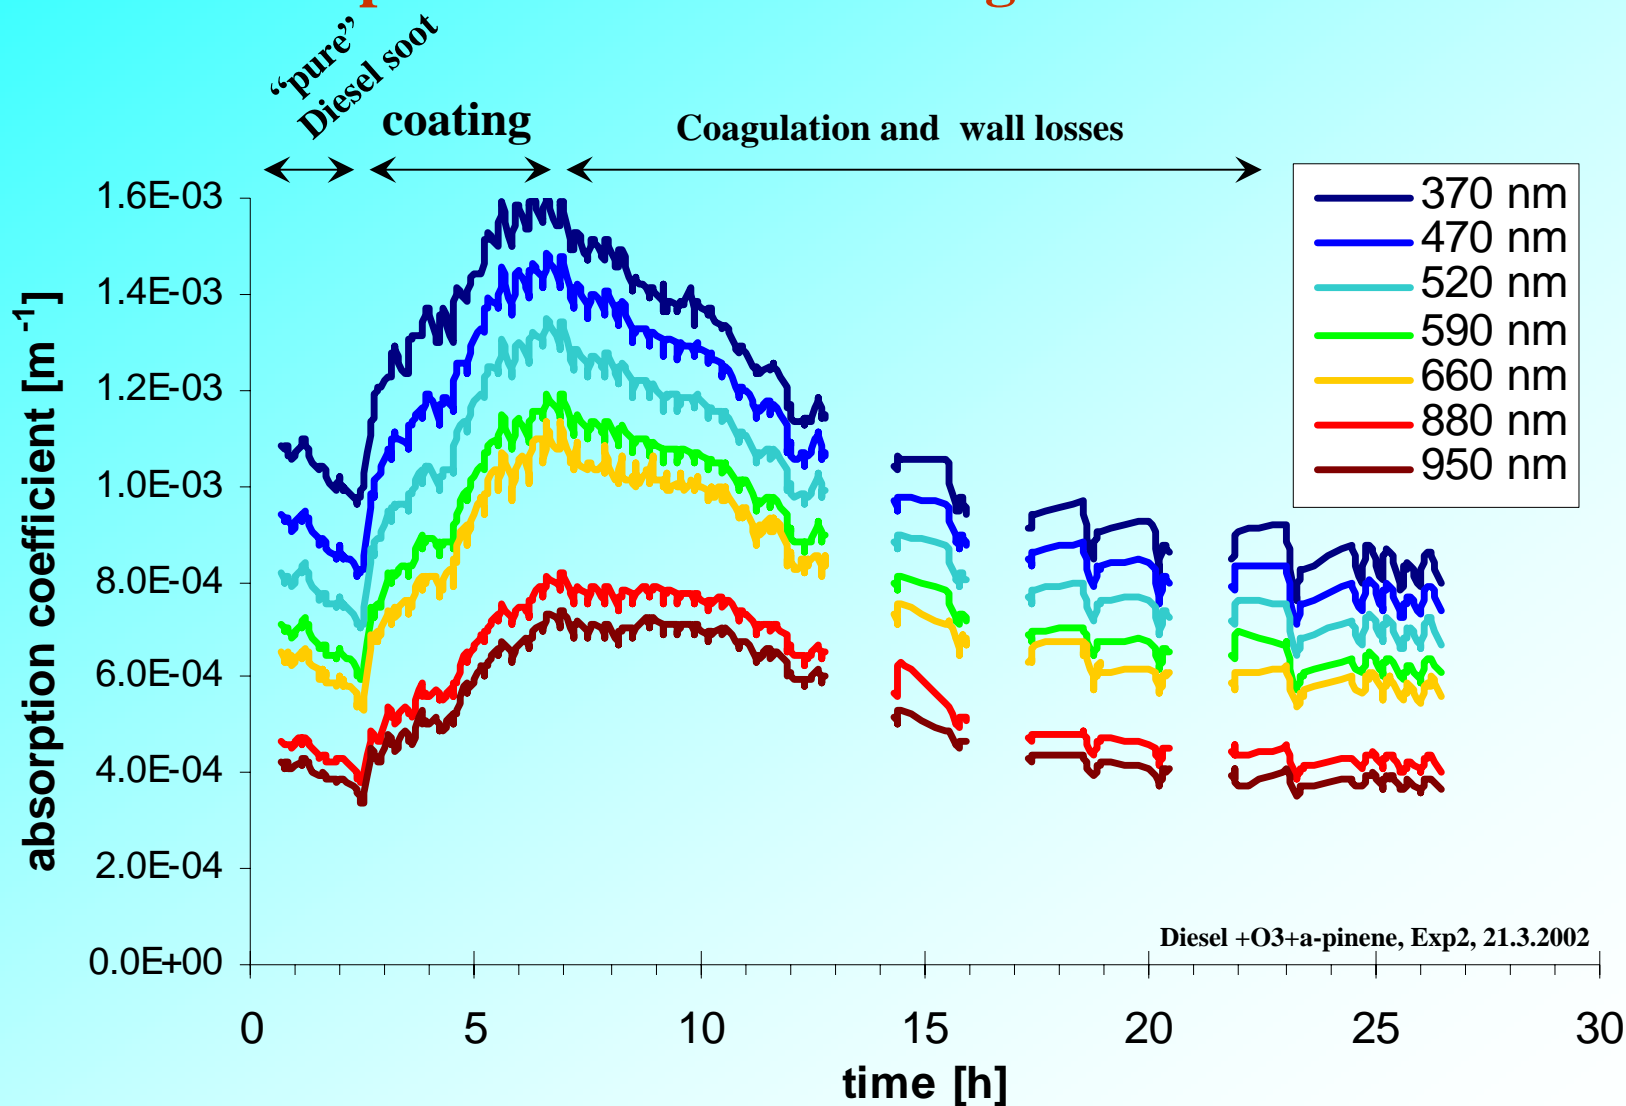 “pure”
Diesel soot
coating
Coagulation and wall losses
1.6E-03
1.4E-03
1.2E-03
1.0E-03
8.0E-04
6.0E-04
4.0E-04
2.0E-04
0.0E+00
absorption coefficient [m -1]
370 nm
470 nm
520 nm
590 nm
660 nm
880 nm
950 nm
Diesel +O3+a-pinene, Exp2, 21.3.2002
0 5 10 15 20 25 30
time [h]